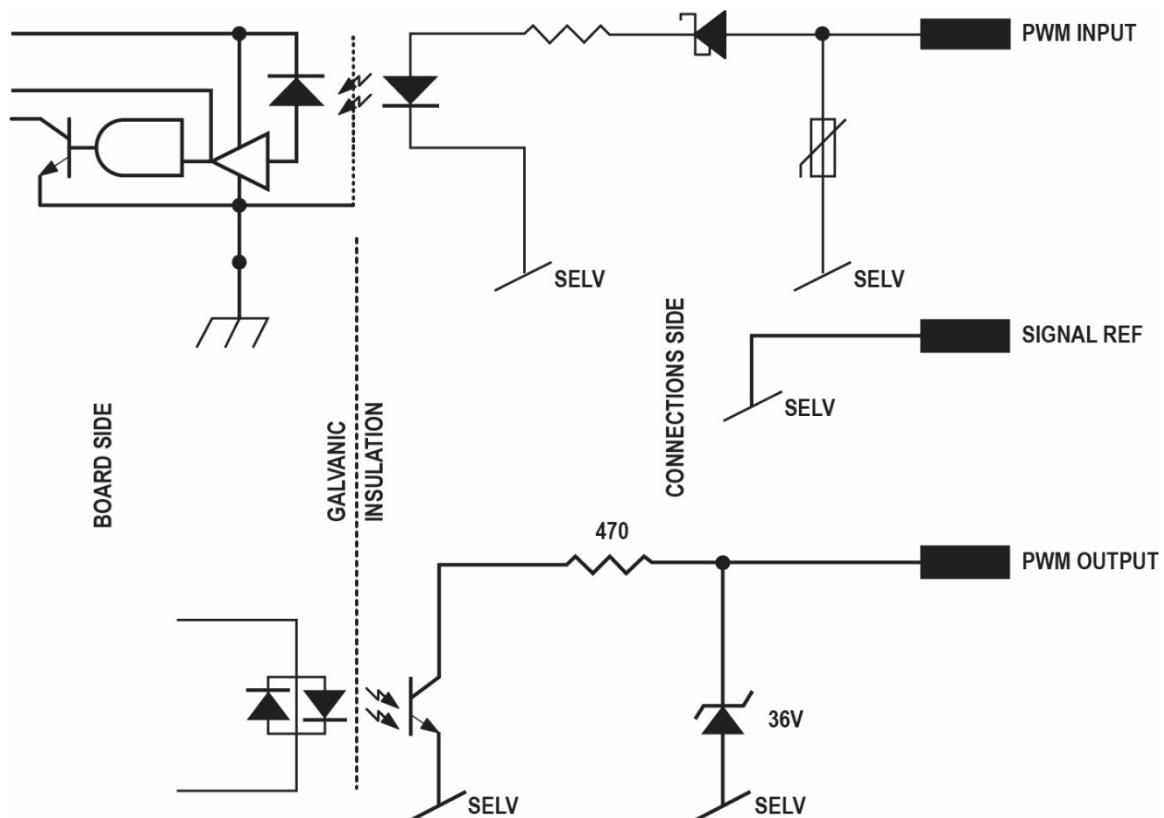 PWM INPUT
SELV
SELV
SIGNAL REF
SELV
BOARD SIDE
GALVANIC
INSULATION
CONNECTIONS SIDE
470
PWM OUTPUT
36V
SELV
SELV